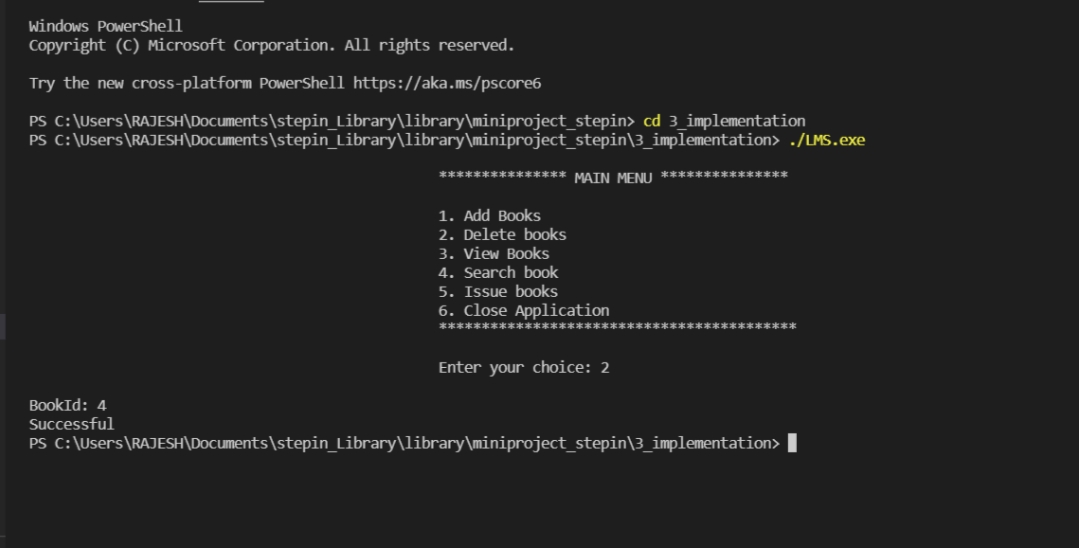 Windows PowerShell
Copyright (C) Microsoft Corporation. All rights reserved.
Try the new cross-platform PowerShell https://aka.ms/pscore6
PS C:\Users\RAJESH\Documents\stepin_Library\library\miniproject_stepin> cd 3_implementation
PS C:\Users\RAJESH\Documents\stepin_Library\library\miniproject_stepin\3_implementation> ./LMS.exe
*************** MAIN MENU ***************
1. Add Books
2. Delete books
3. View Books
4. Search book
5. Issue books
6. Close Application
******************************************
Enter your choice: 2
BookId: 4
Successful
PS C:\Users\RAJESH\Documents\stepin_Library\library\miniproject_stepin\3_implementation>